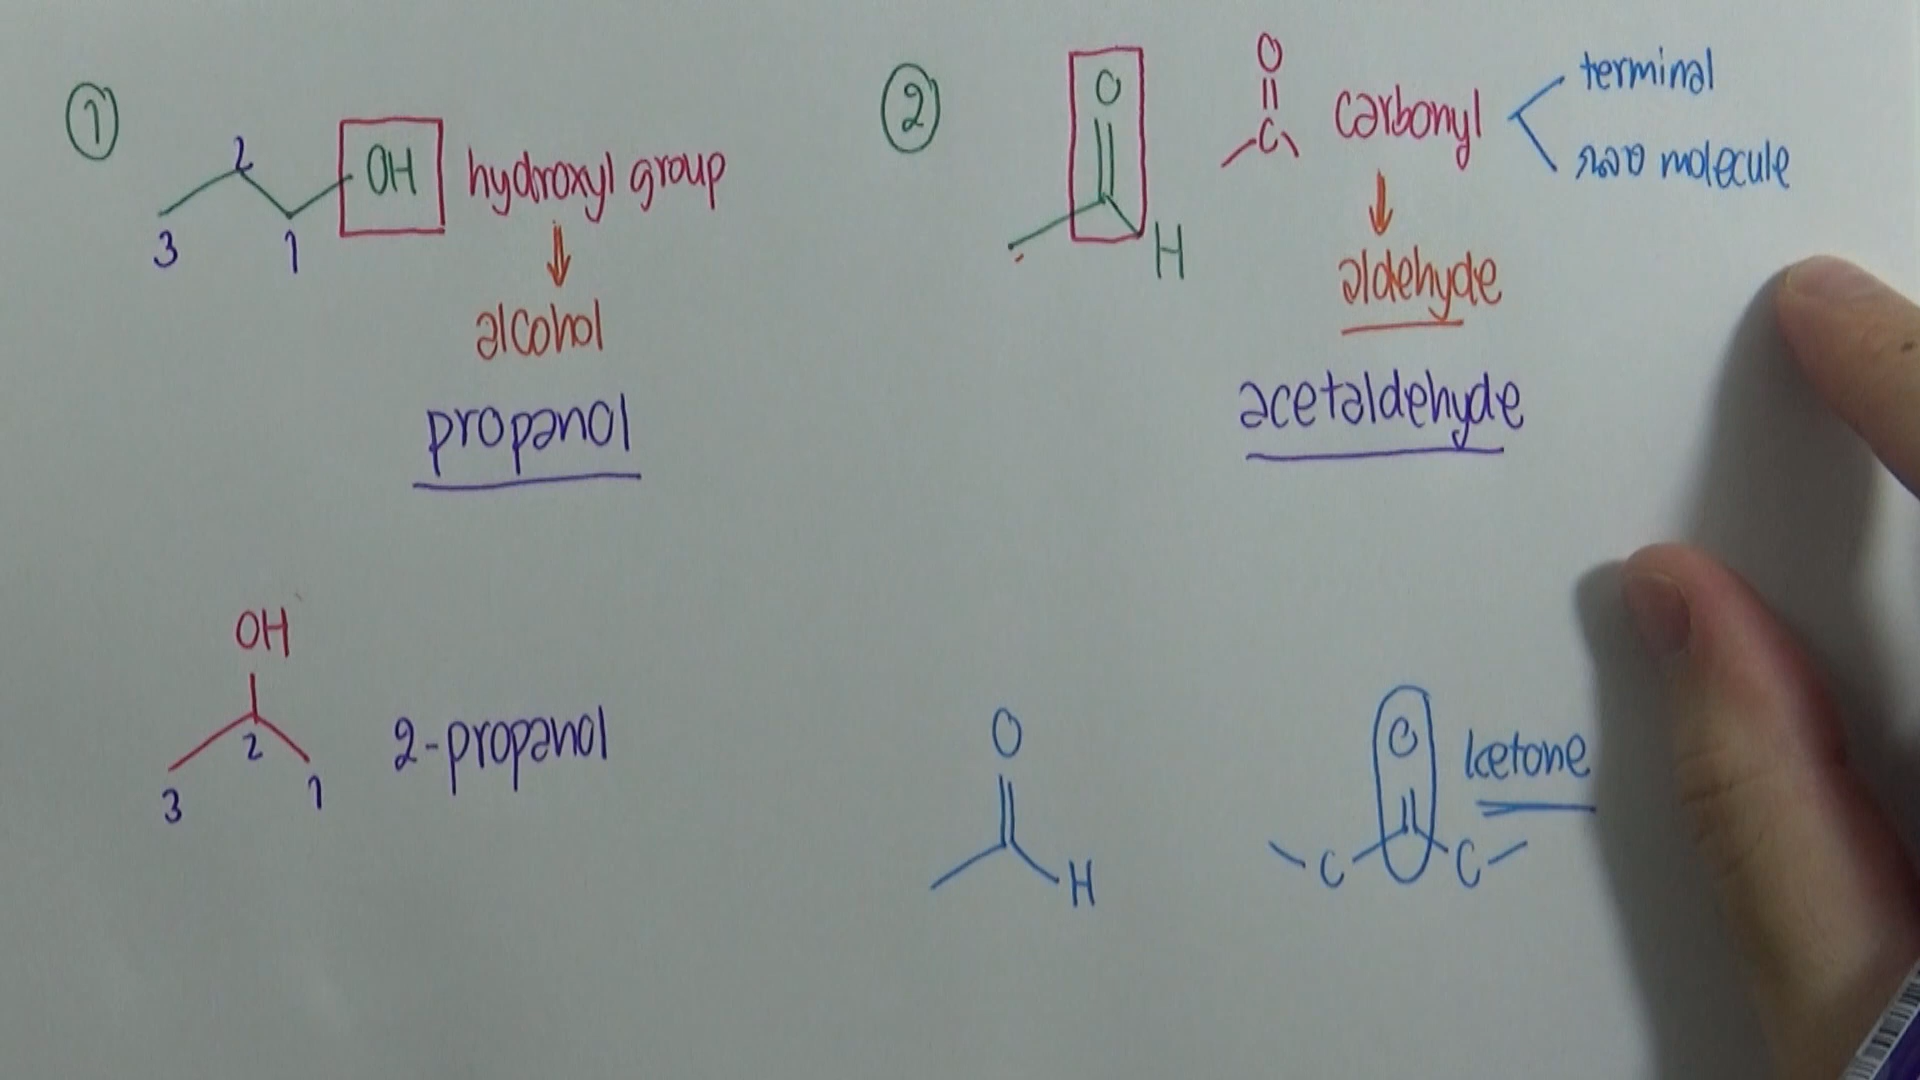 ①
2
OH hydroxyl group
3
1
alcohol
propanol
OH
2
3
1
2-propanol
②
O
H
O
C
carbonyl
terminal
กลาง molecule
aldehyde
acetaldehyde
O
H
O
C
C
ketone